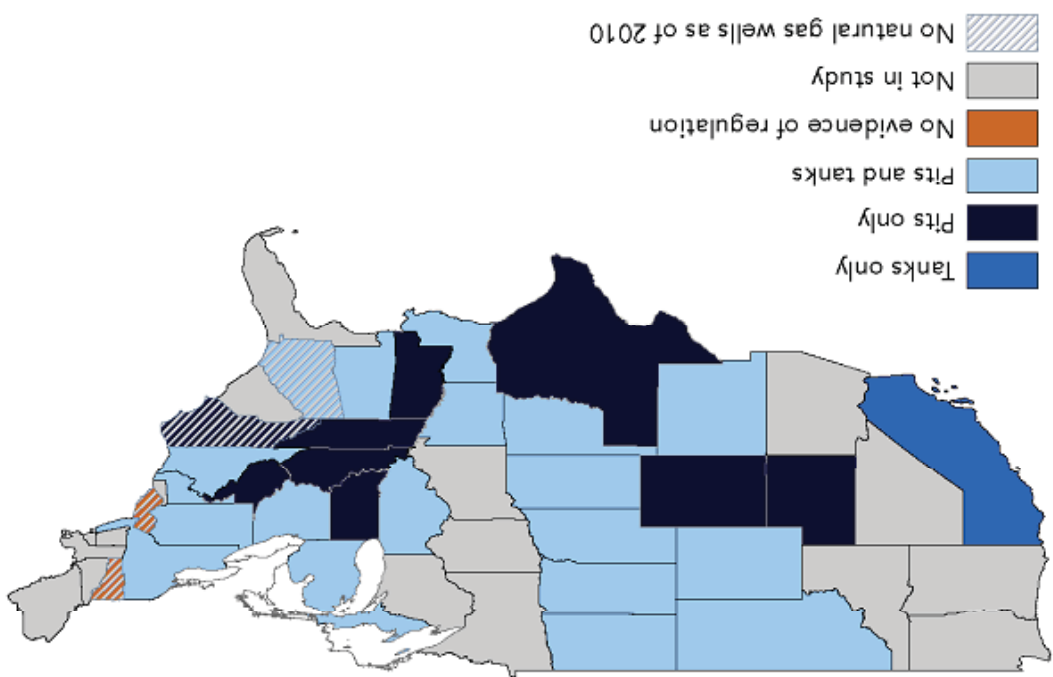 Tanks only
Pits only
Pits and tanks
No evidence of regulation
Not in study
No natural gas wells as of 2010